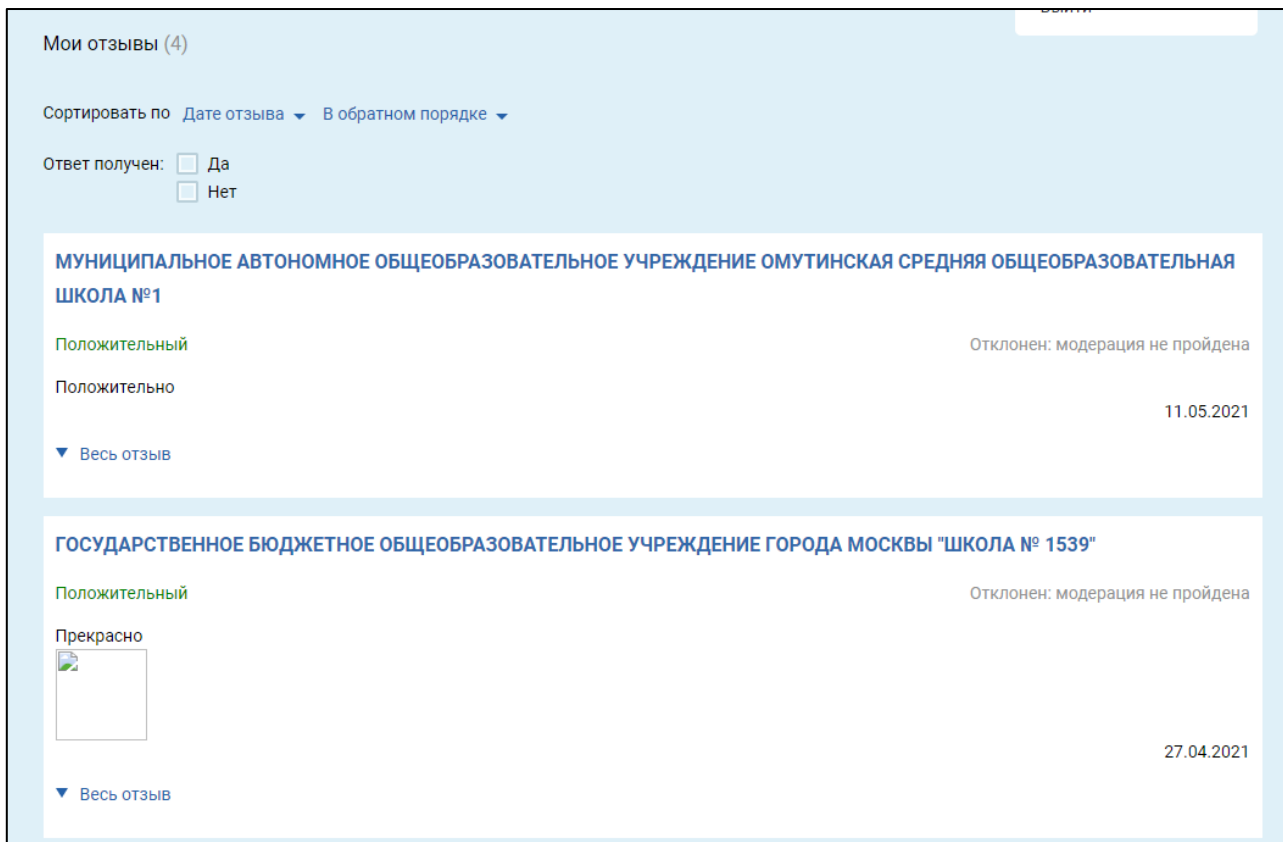 Мои отзывы (4)
Сортировать по Дате отзыва В обратном порядке
Ответ получен: Да
Нет
МУНИЦИПАЛЬНОЕ АВТОНОМНОЕ ОБЩЕОБРАЗОВАТЕЛЬНОЕ УЧРЕЖДЕНИЕ ОМУТИНСКАЯ СРЕДНЯЯ ОБЩЕОБРАЗОВАТЕЛЬНАЯ
ШКОЛА №1
Положительный Отклонен: модерация не пройдена
Положительно
11.05.2021
Весь отзыв
ГОСУДАРСТВЕННОЕ БЮДЖЕТНОЕ ОБЩЕОБРАЗОВАТЕЛЬНОЕ УЧРЕЖДЕНИЕ ГОРОДА МОСКВЫ "ШКОЛА № 1539"
Положительный Отклонен: модерация не пройдена
Прекрасно
27.04.2021
Весь отзыв